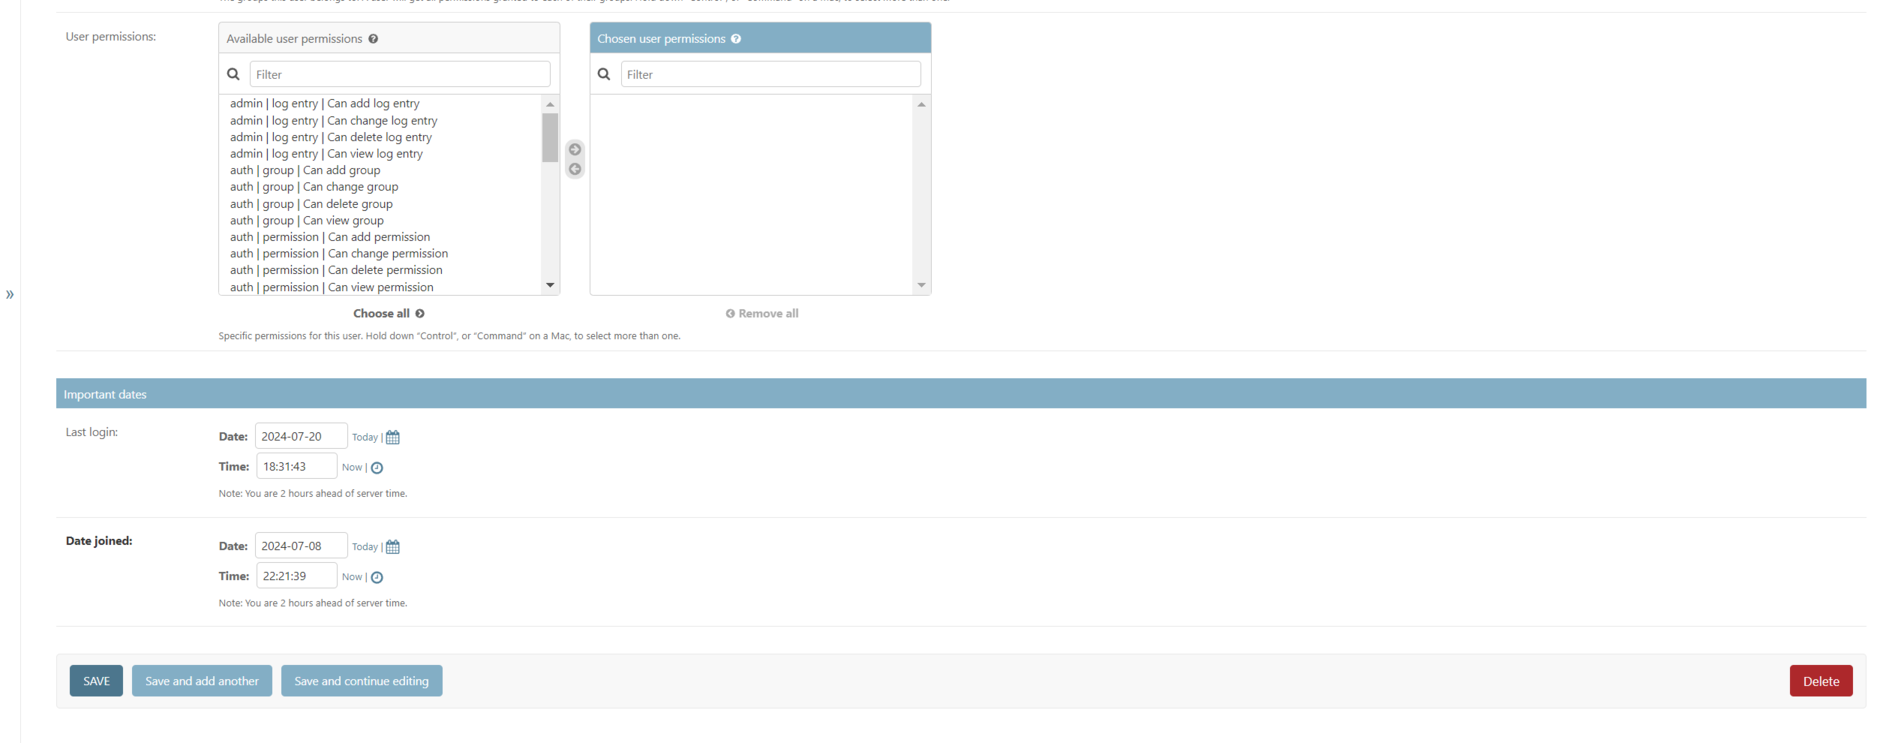 User permissions:
Available user permissions
Filter
admin | log entry | Can add log entry
admin | log entry | Can change log entry
admin | log entry | Can delete log entry
admin | log entry | Can view log entry
auth | group | Can add group
auth | group | Can change group
auth | group | Can delete group
auth | group | Can view group
auth | permission | Can add permission
auth | permission | Can change permission
auth | permission | Can delete permission
auth | permission | Can view permission
Choose all
Chosen user permissions
Filter
Remove all
Specific permissions for this user. Hold down “Control”, or “Command” on a Mac, to select more than one.
Important dates
Last login:
Date: 2024-07-20 Today |
Time: 18:31:43 Now |
Note: You are 2 hours ahead of server time.
Date joined:
Date: 2024-07-08 Today |
Time: 22:21:39 Now |
Note: You are 2 hours ahead of server time.
SAVE
Save and add another
Save and continue editing
Delete